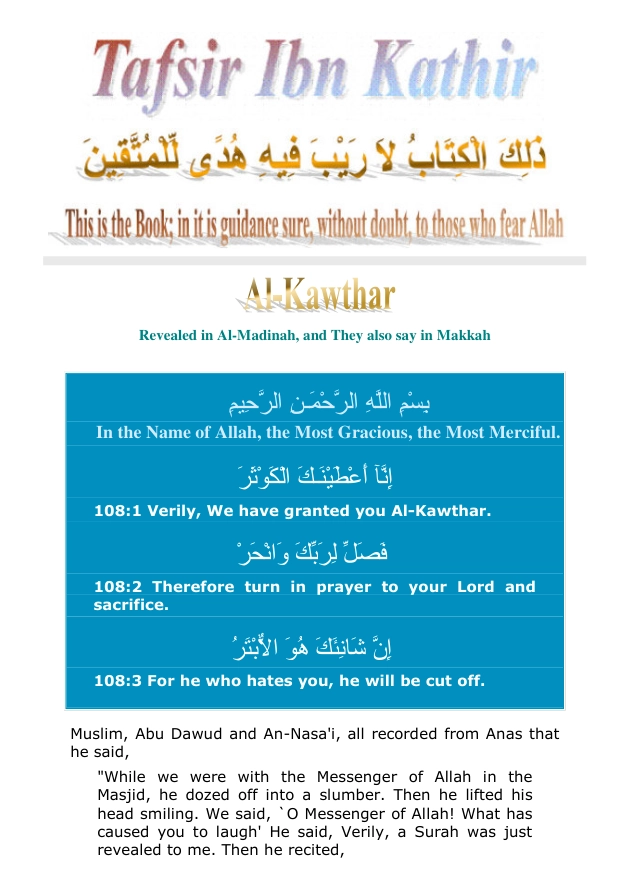 Tafsir Ibn Kathir
ذَلِكَ الْكِتَابُ لاَ رَيْبَ فِيهِ هُدًى لِّلْمُتَّقِينَ
This is the Book; in it is guidance sure, without doubt, to those who fear Allah
Al-Kawthar
Revealed in Al-Madinah, and They also say in Makkah
بِسْمِ اللَّهِ الرَّحْمَـنِ الرَّحِيمِ
In the Name of Allah, the Most Gracious, the Most Merciful.
إِنَّآ أَعْطَيْنَـكَ الْكَوْثَرَ
108:1 Verily, We have granted you Al-Kawthar.
فَصَلِّ لِرَبِّكَ وَانْحَرْ
108:2 Therefore turn in prayer to your Lord and
sacrifice.
إِنَّ شَانِئَكَ هُوَ الاٌّبْتَرُ
108:3 For he who hates you, he will be cut off.
Muslim, Abu Dawud and An-Nasa'i, all recorded from Anas that
he said,
"While we were with the Messenger of Allah in the
Masjid, he dozed off into a slumber. Then he lifted his
head smiling. We said, `O Messenger of Allah! What has
caused you to laugh' He said, Verily, a Surah was just
revealed to me. Then he recited,